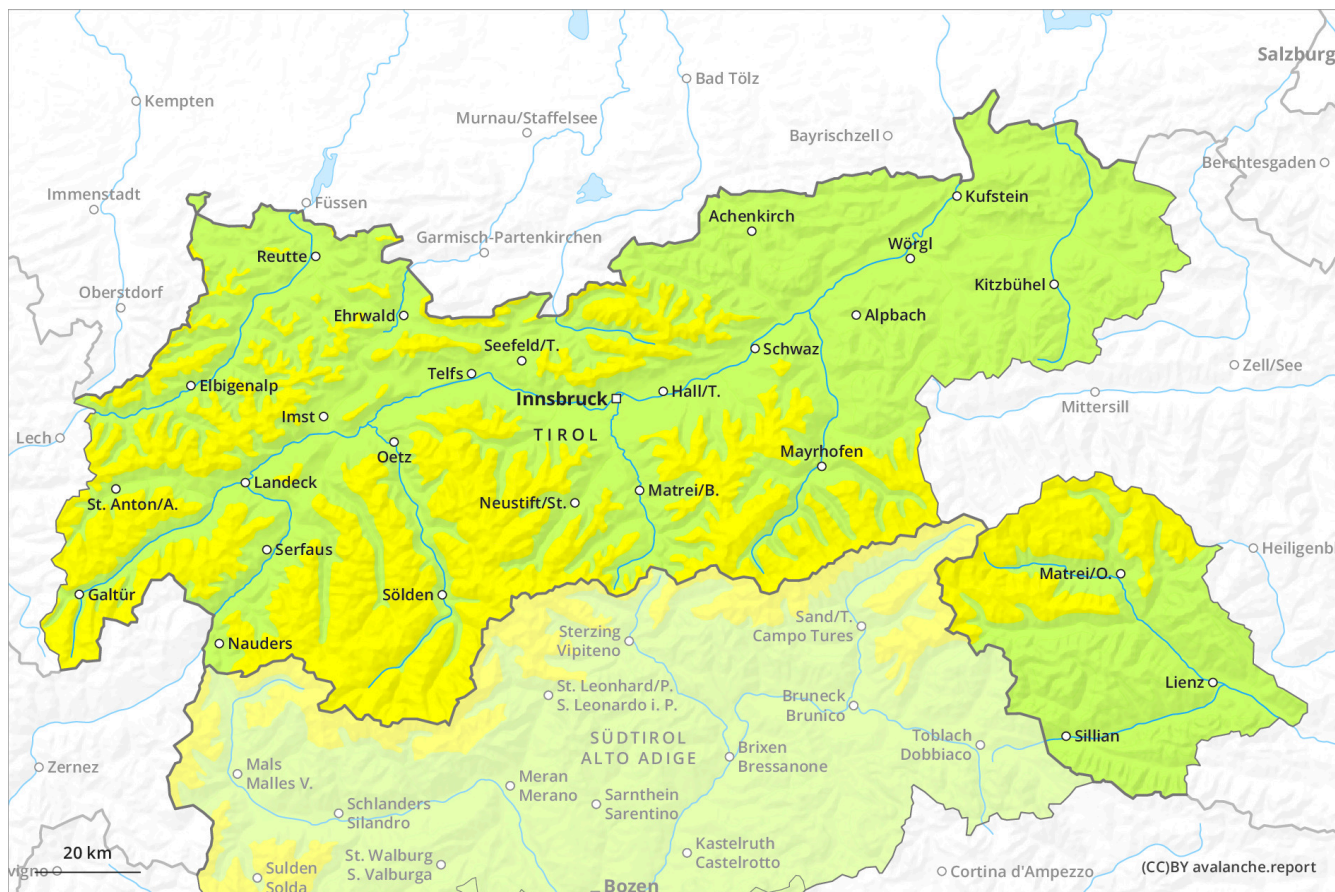 Salzburg
Kempten
Bad Tölz
Murnau/Staffelsee
Bayrischzell
Berchtesgaden
Immenstadt
Füssen
Kufstein
Achenkirch
Garmisch-Partenkirchen
Wörgl
Reutte
Kitzbühel
Oberstdorf
Ehrwald
Alpbach
Seefeld/T.
Schwaz
Zell/See
Telfs
Elbigenalp
Innsbruck
Hall/T.
Mittersill
Imst
Lech
TIROL
Oetz
Mayrhofen
Landeck
Matrei/B.
St. Anton/A.
Neustift/St.
Serfaus
Heiligenb
Matrei/O.
Galtür
Sölden
Sand/T.
Campo Tures
Sterzing
Vipiteno
Nauders
Lienz
St. Leonhard/P.
S. Leonardo i. P.
Bruneck
Brunico
SÜDTIROL
ALTO ADIGE
Toblach
Dobbiaco
Sillian
Brixen
Bressanone
Zernez
Mals
Malles V.
Meran
Merano
Sarnthein
Sarentino
Schlanders
Silandro
Kastelruth
Castelrotto
20 km
St. Walburg
S. Valburga
vigno
Sulden
Solda
Cortina d'Ampezzo
(CC)BY avalanche.report
Bozen